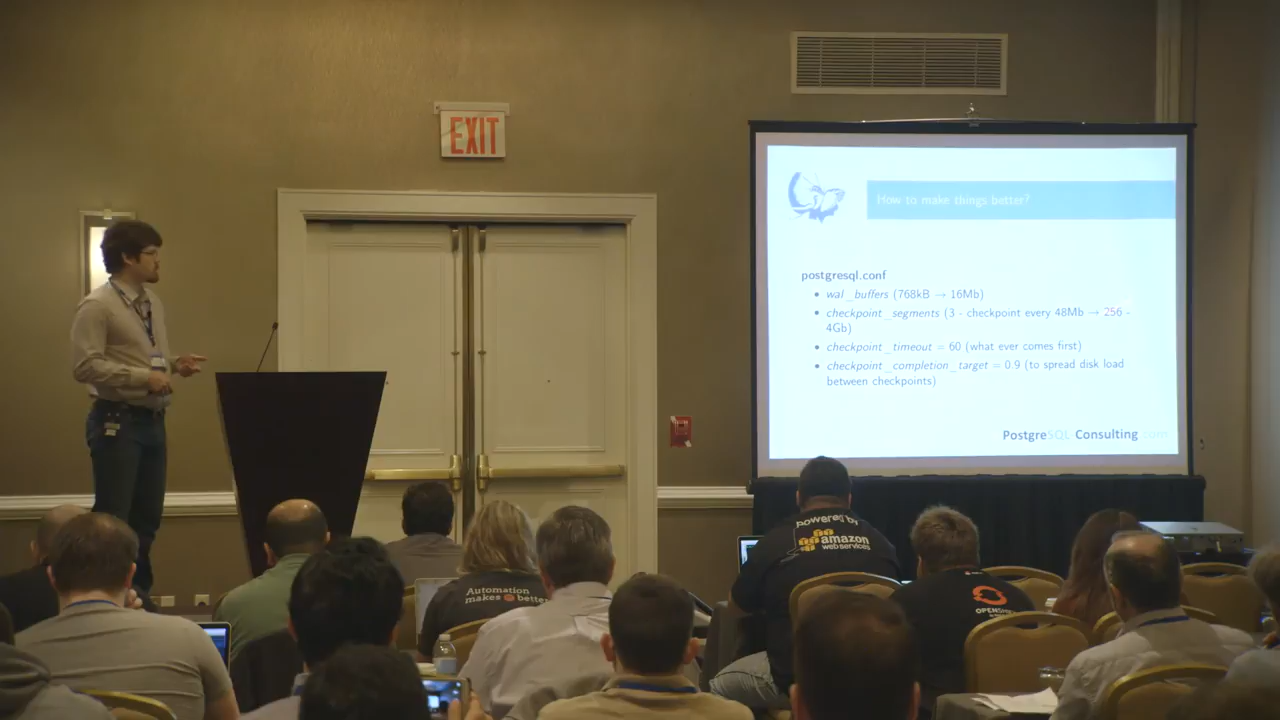 EXIT
How to make things better?
postgresql.conf
• wal_buffers (768kB → 16Mb)
• checkpoint_segments (3 - checkpoint every 48Mb → 256 -
4Gb)
• checkpoint_timeout = 60 (what ever comes first)
• checkpoint_completion_target = 0.9 (to spread disk load
between checkpoints)
PostgreSQL Consulting.com
powered by
amazon
web services
Automation
makes better